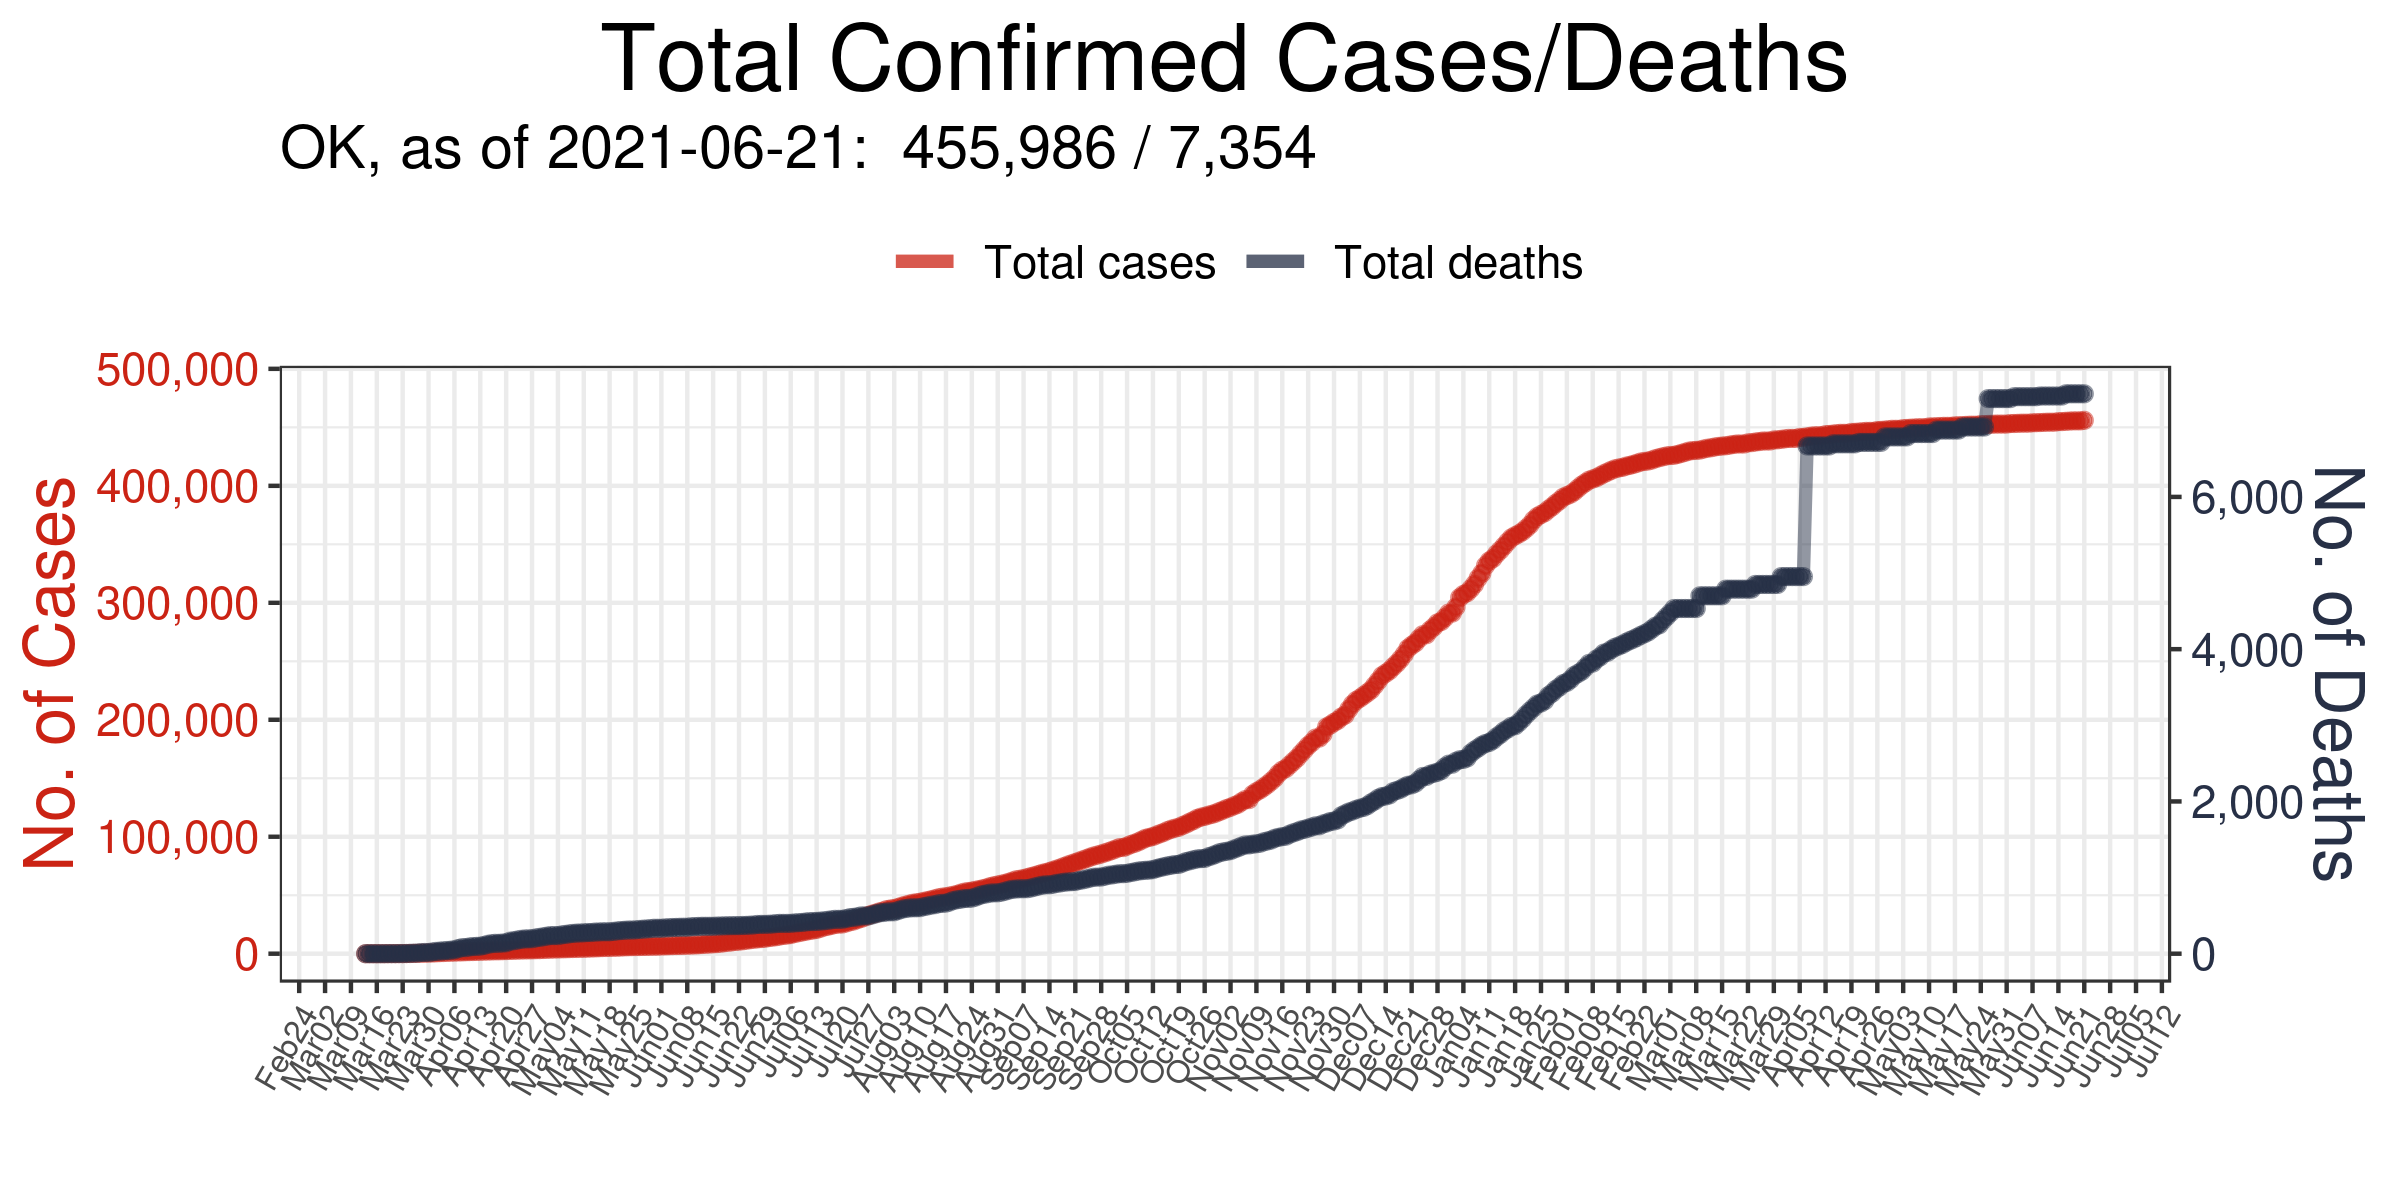 Total Confirmed Cases/Deaths
OK, as of 2021-06-21:  455,986 / 7,354
Total cases
Total deaths
No. of Cases
500,000
400,000
300,000
200,000
100,000
0
6,000
4,000
2,000
0
No. of Deaths
Feb24
Mar02
Mar09
Mar16
Mar23
Mar30
Apr06
Apr13
Apr20
Apr27
May04
May11
May18
May25
Jun01
Jun08
Jun15
Jun22
Jun29
Jul06
Jul13
Jul20
Jul27
Aug03
Aug10
Aug17
Aug24
Aug31
Sep07
Sep14
Sep21
Sep28
Oct05
Oct12
Oct19
Oct26
Nov02
Nov09
Nov16
Nov23
Nov30
Dec07
Dec14
Dec21
Dec28
Jan04
Jan11
Jan18
Jan25
Feb01
Feb08
Feb15
Feb22
Mar01
Mar08
Mar15
Mar22
Mar29
Apr05
Apr12
Apr19
Apr26
May03
May10
May17
May24
May31
Jun07
Jun14
Jun21
Jun28
Jul05
Jul12